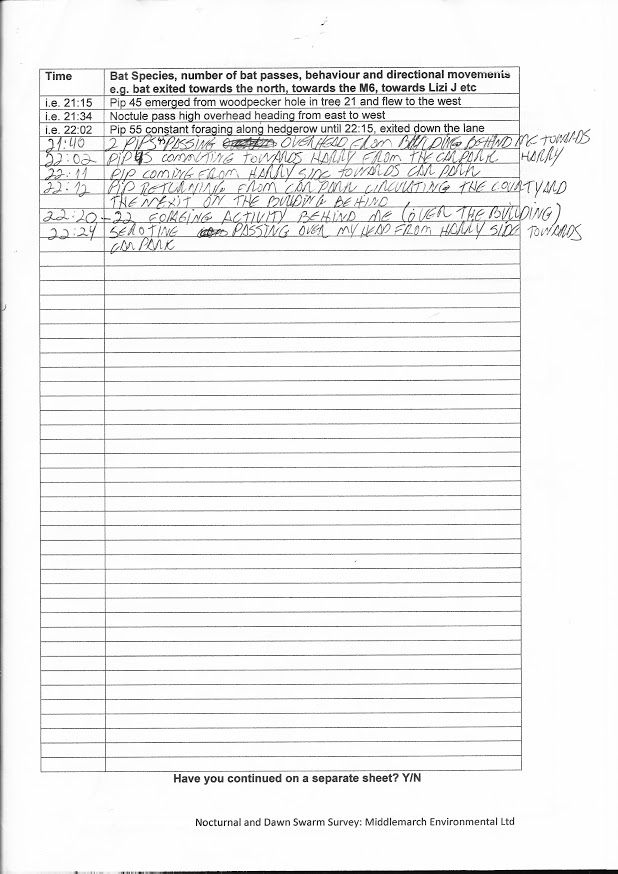 Time Bat Species, number of bat passes, behaviour and directional movements
e.g. bat exited towards the north, towards the M6, towards Lizi J etc
i.e. 21:15 Pip 45 emerged from woodpecker hole in tree 21 and flew to the west
i.e. 21:34 Noctule pass high overhead heading from east to west
i.e. 22:02 Pip 55 constant foraging along hedgerow until 22:15, exited down the lane
21:40 2 PIPS 45 PASSING OVERHEAD FROM BUILDING BEHIND ME TOWARDS
HARRY
22:02 PIP 45 COMMUTING TOWARDS HARRY FROM THE CAR PARK
22:11 PIP COMING FROM HARRY SIDE TOWARDS CAR PARK
22:12 PIP RETURNING FROM CAR PARK CIRCULATING THE COURTYARD
THEN EXIT ON THE BUILDING BEHIND
22:20-22 FORAGING ACTIVITY BEHIND ME (OVER THE BUILDING)
22:24 SEROTINE PASSING OVER MY HEAD FROM HARRY SIDE TOWARDS
CAR PARK
Have you continued on a separate sheet? Y/N
Nocturnal and Dawn Swarm Survey: Middlemarch Environmental Ltd